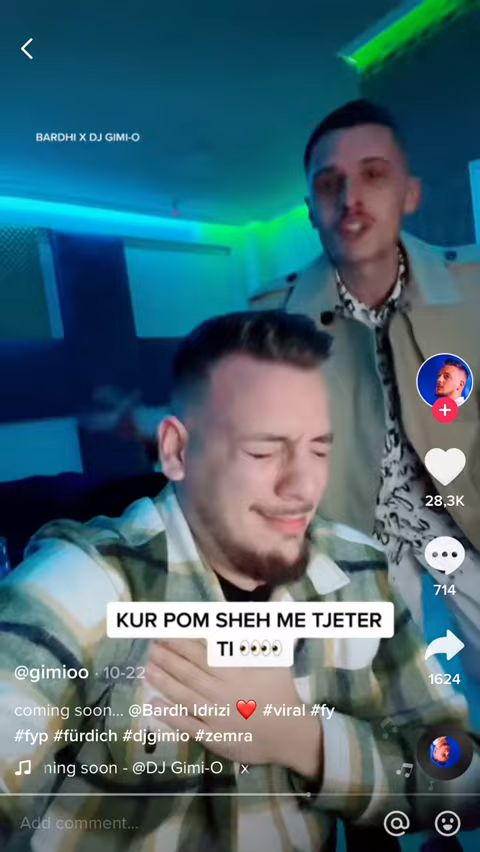 BARDHI X DJ GIMI-O
28,3K
714
KUR POM SHEH ME TJETER
TI 👀👀
1624
@gimioo · 10-22
coming soon... @Bardh Idrizi ❤️ #viral #fy
#fyp #fürdich #djgimio #zemra
ning soon - @DJ Gimi-O x
Add comment...